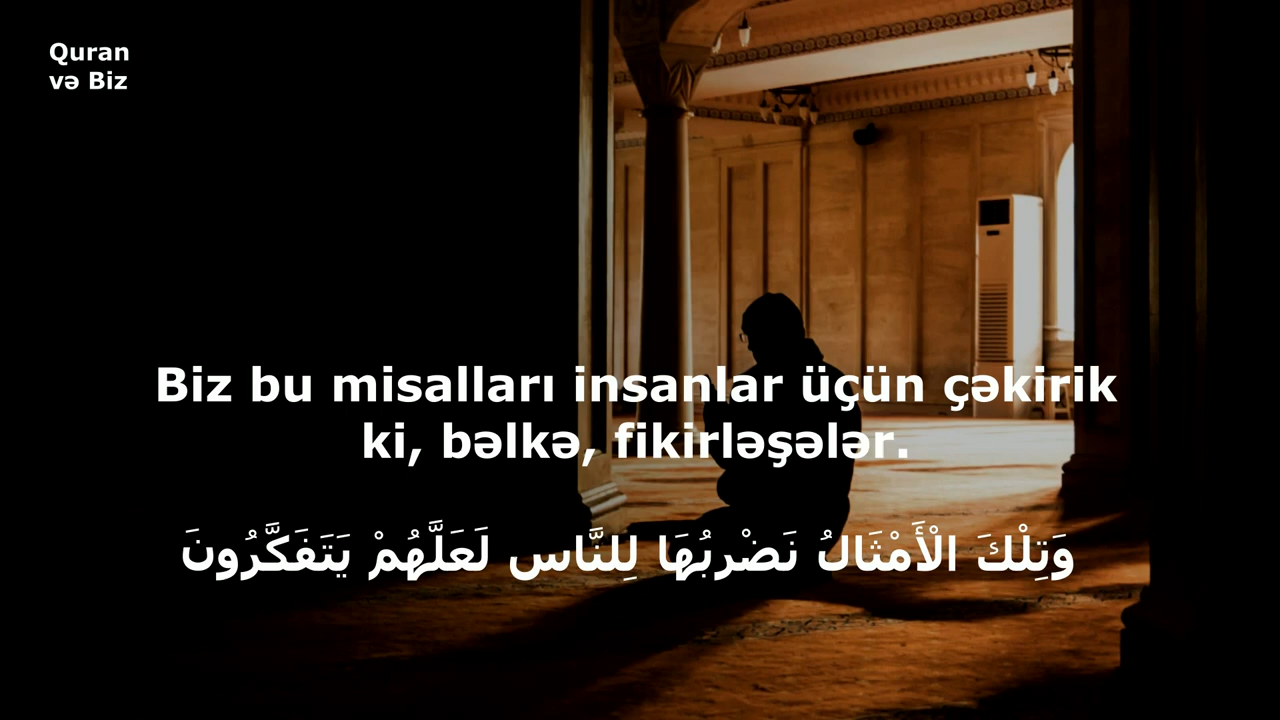 Quran
və Biz
Biz bu misalları insanlar üçün çəkirik
ki, bəlkə, fikirləşələr.
وَتِلْكَ الْأَمْثَالُ نَضْرِبُهَا لِلنَّاسِ لَعَلَّهُمْ يَتَفَكَّرُونَ